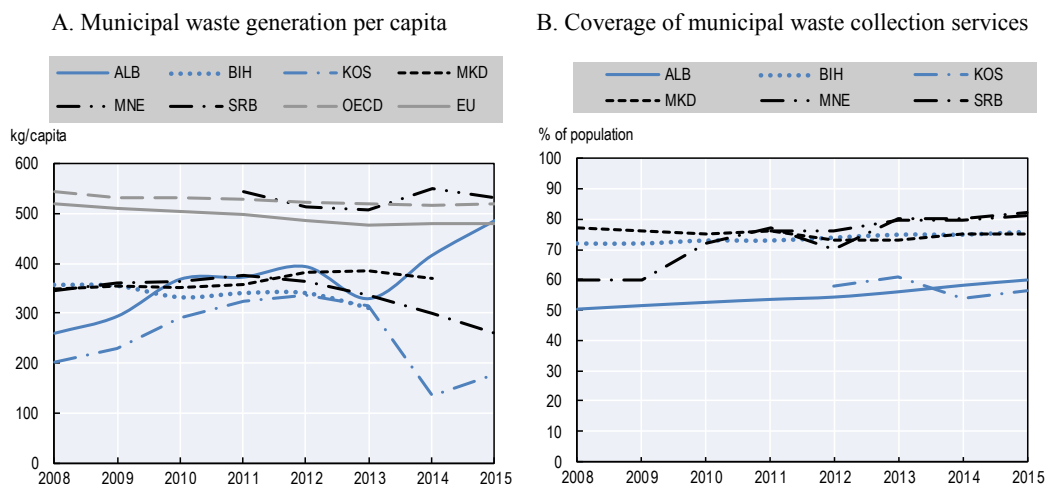 A. Municipal waste generation per capita
ALB BIH KOS MKD
MNE SRB OECD EU
kg/capita
600
500
400
300
200
100
0
2008 2009 2010 2011 2012 2013 2014 2015
B. Coverage of municipal waste collection services
ALB BIH KOS
MKD MNE SRB
% of population
100
90
80
70
60
50
40
30
20
10
0
2008 2009 2010 2011 2012 2013 2014 2015